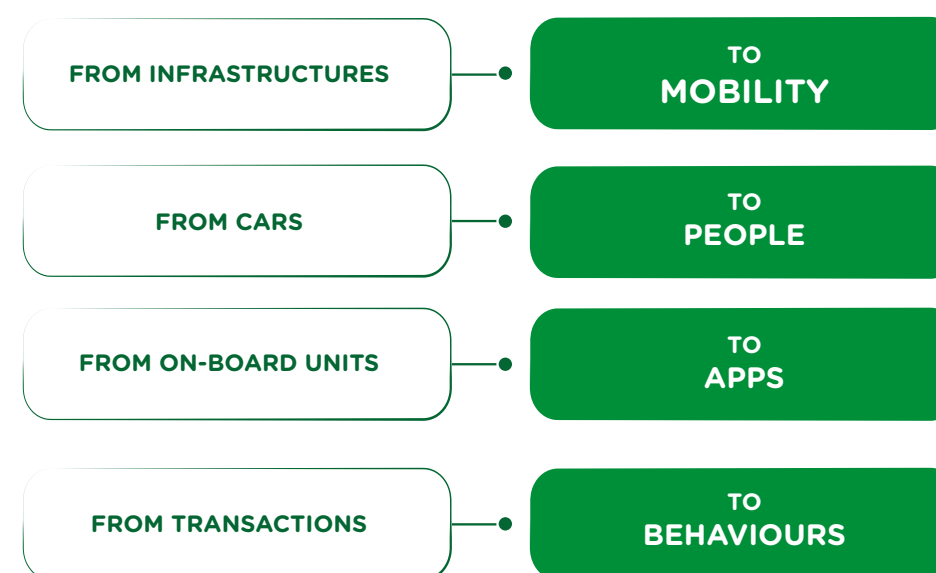 FROM INFRASTRUCTURES
TO
MOBILITY
FROM CARS
TO
PEOPLE
FROM ON-BOARD UNITS
TO
APPS
FROM TRANSACTIONS
TO
BEHAVIOURS